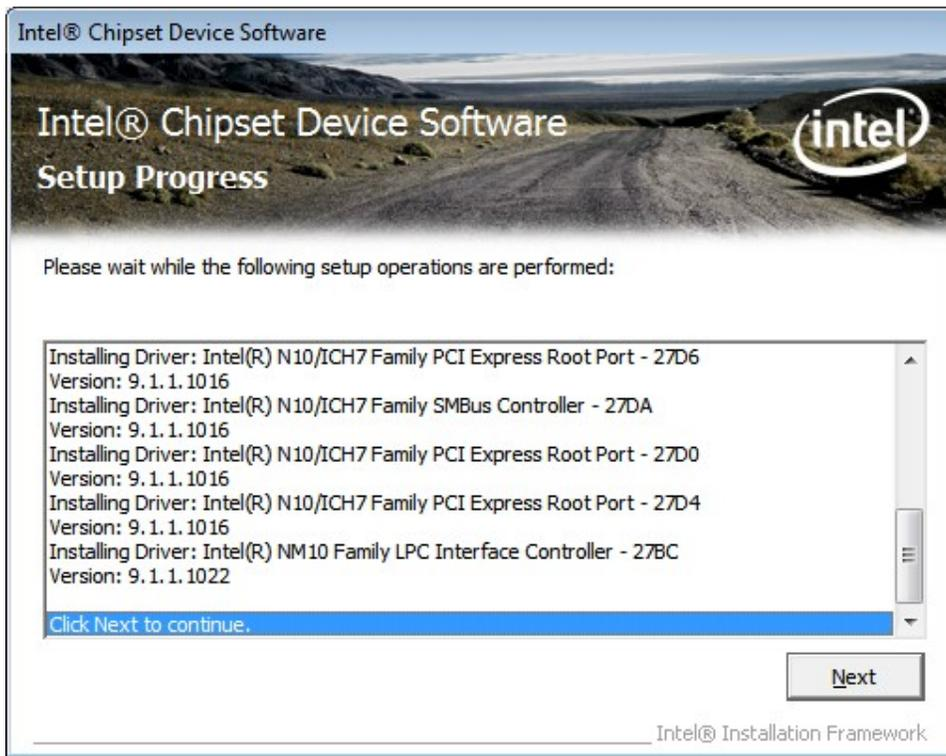 Intel® Chipset Device Software
Intel® Chipset Device Software
intel
Setup Progress
Please wait while the following setup operations are performed:
Installing Driver: Intel(R) N10/ICH7 Family PCI Express Root Port - 27D6
Version: 9.1.1.1016
Installing Driver: Intel(R) N10/ICH7 Family SMBus Controller - 27DA
Version: 9.1.1.1016
Installing Driver: Intel(R) N10/ICH7 Family PCI Express Root Port - 27D0
Version: 9.1.1.1016
Installing Driver: Intel(R) N10/ICH7 Family PCI Express Root Port - 27D4
Version: 9.1.1.1016
Installing Driver: Intel(R) NM10 Family LPC Interface Controller - 27BC
Version: 9.1.1.1022
Click Next to continue.
Next
Intel® Installation Framework